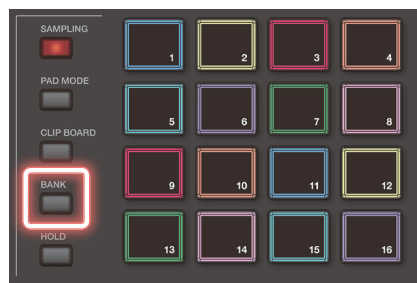 SAMPLING
1 2 3 4
PAD MODE
5 6 7 8
CLIP BOARD
9 10 11 12
BANK
HOLD
13 14 15 16